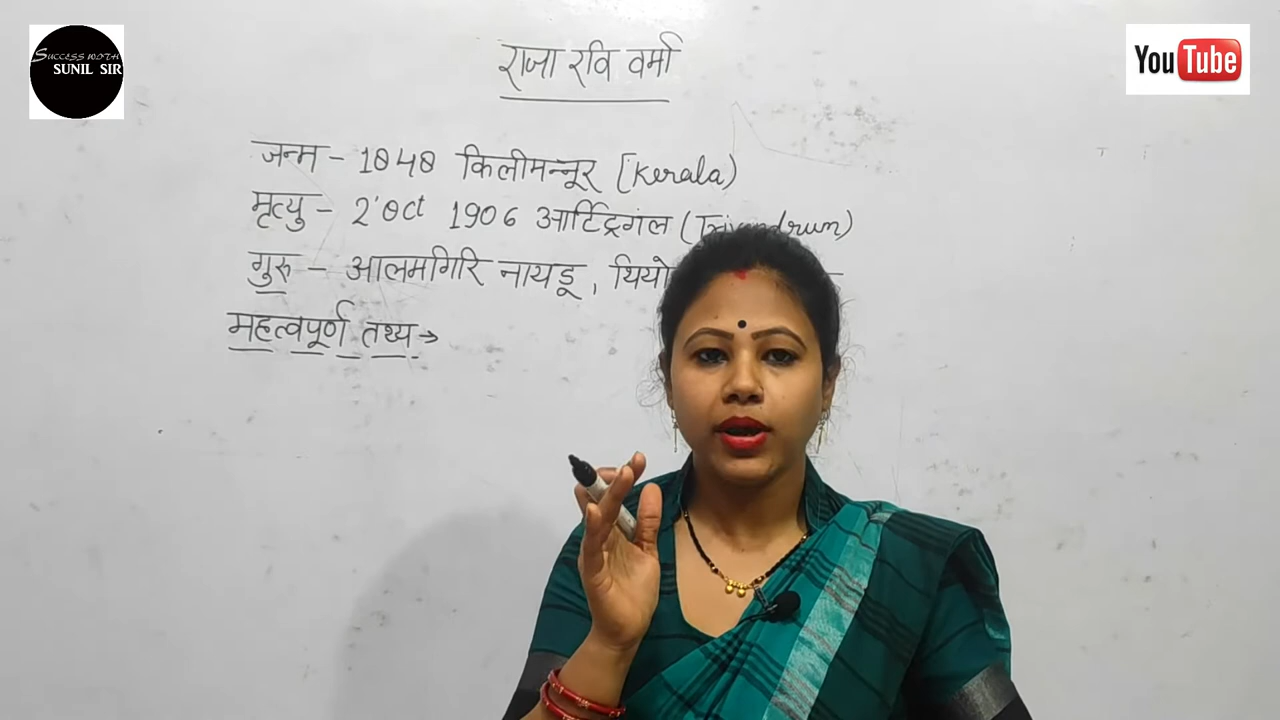 SUCCESS WITH
SUNIL SIR
YouTube
राजा रवि वर्मा
जन्म - 1848 किलीमन्नूर (Kerala)
मृत्यु - 2'Oct 1906 आर्टिट्रगंल (Trivandrum)
गुरु - आलमगिरि नायडू, थियो
महत्वपूर्ण तथ्य →